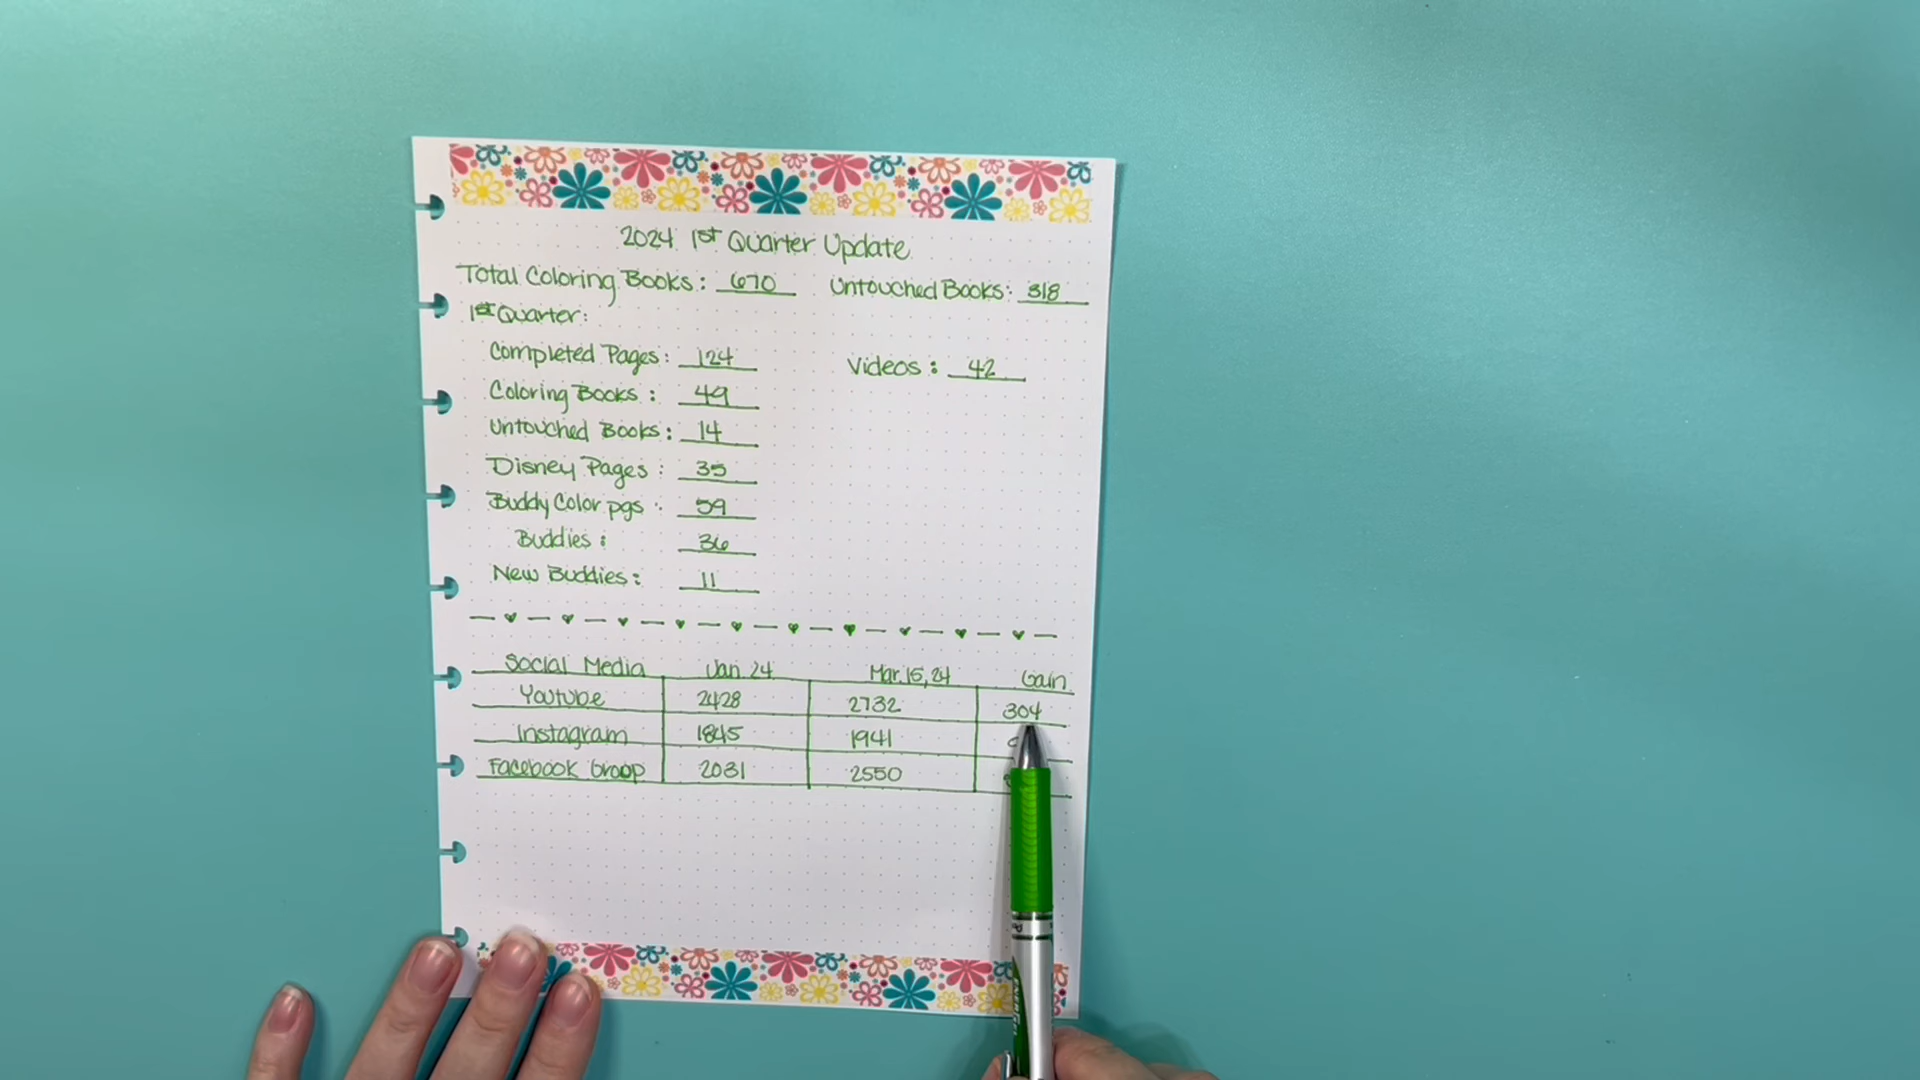 2024 1st Quarter Update
Total Coloring Books: 670 Untouched Books: 318
1st Quarter:
Completed Pages: 124 Videos: 42
Coloring Books: 49
Untouched Books: 14
Disney Pages: 35
Buddy Color pgs: 59
Buddies: 36
New Buddies: 11
Social Media Jan 24 Mar. 15, 24 Gain
Youtube 2428 2732 304
Instagram 1845 1941
Facebook Group 2031 2550